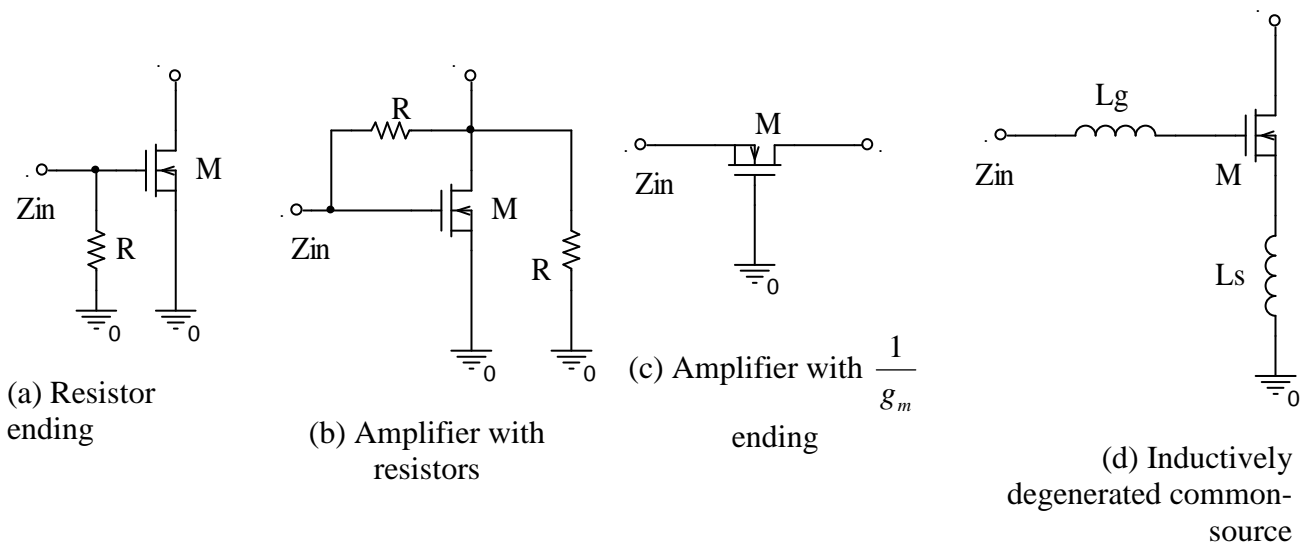 R
M
Zin
0
0
(a) Resistor
ending
R
M
Zin
R
0
0
(b) Amplifier with
resistors
M
Zin
0
(c) Amplifier with 1/g_m
ending
Lg
Zin
M
Ls
0
(d) Inductively
degenerated common-
source